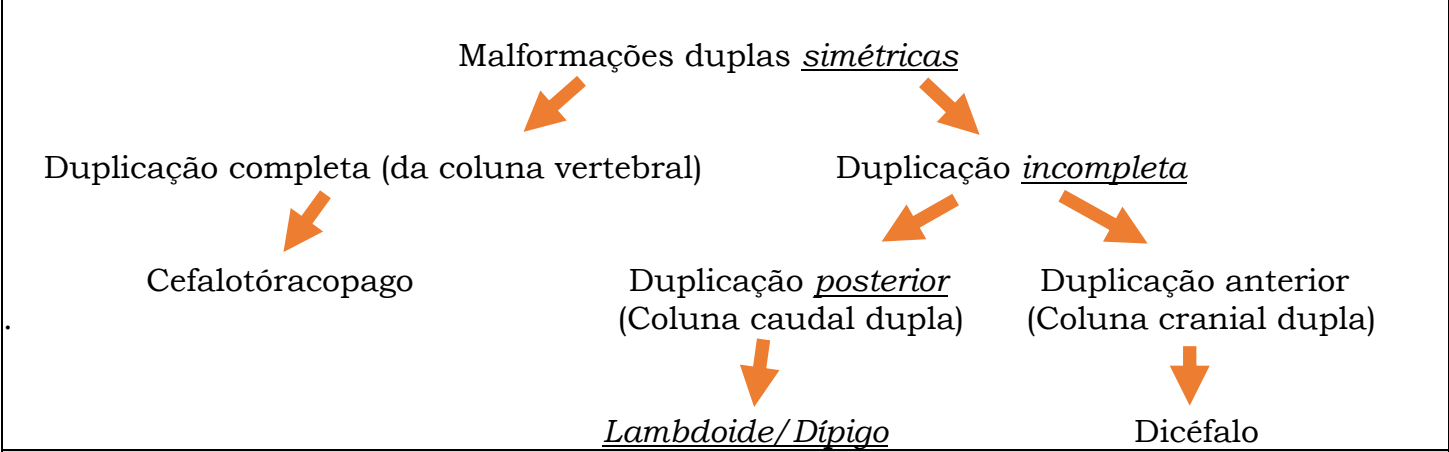 Malformações duplas simétricas
Duplicação completa (da coluna vertebral)
Duplicação incompleta
Cefalotóracopago
Duplicação posterior
(Coluna caudal dupla)
Duplicação anterior
(Coluna cranial dupla)
.
Lambdoide/Dípigo
Dicéfalo